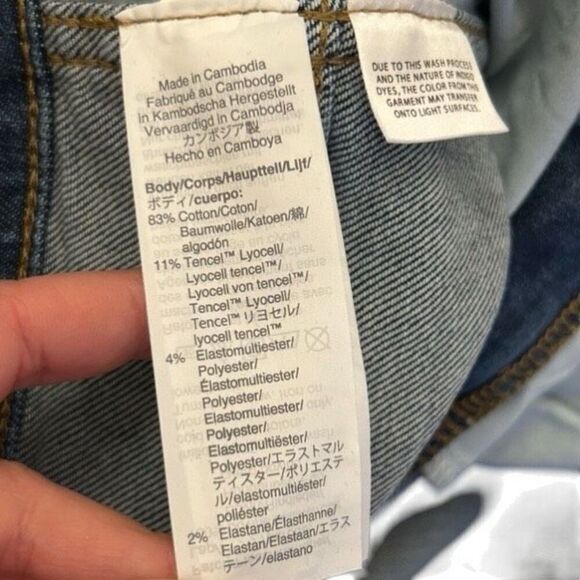 Made in Cambodia
Fabriqué au Cambodge
in Kambodscha Hergestellt
Vervaardigd in Cambodja
カンボジア製
Hecho en Camboya
Body/Corps/Hauptteil/Lijf/
ボディ/cuerpo:
83% Cotton/Coton/
Baumwolle/Katoen/綿/
algodón
11% Tencel™ Lyocell/
Lyocell tencel™/
Lyocell von tencel™/
Tencel™ Lyocell/
Tencel™ リヨセル/
lyocell tencel™
4% Elastomultiester/
Polyester/
Élastomultiester/
Polyester/
Elastomultiester/
Polyester/
Elastomultiëster/
Polyester/エラストマル
ティスター/ポリエステ
ル/elastomultiéster/
poliéster
2% Elastane/Élasthanne/
Elastan/Elastaan/エラス
テーン/elastano
DUE TO THIS WASH PROCESS
AND THE NATURE OF INDIGO
DYES, THE COLOR FROM THIS
GARMENT MAY TRANSFER
ONTO LIGHT SURFACES.